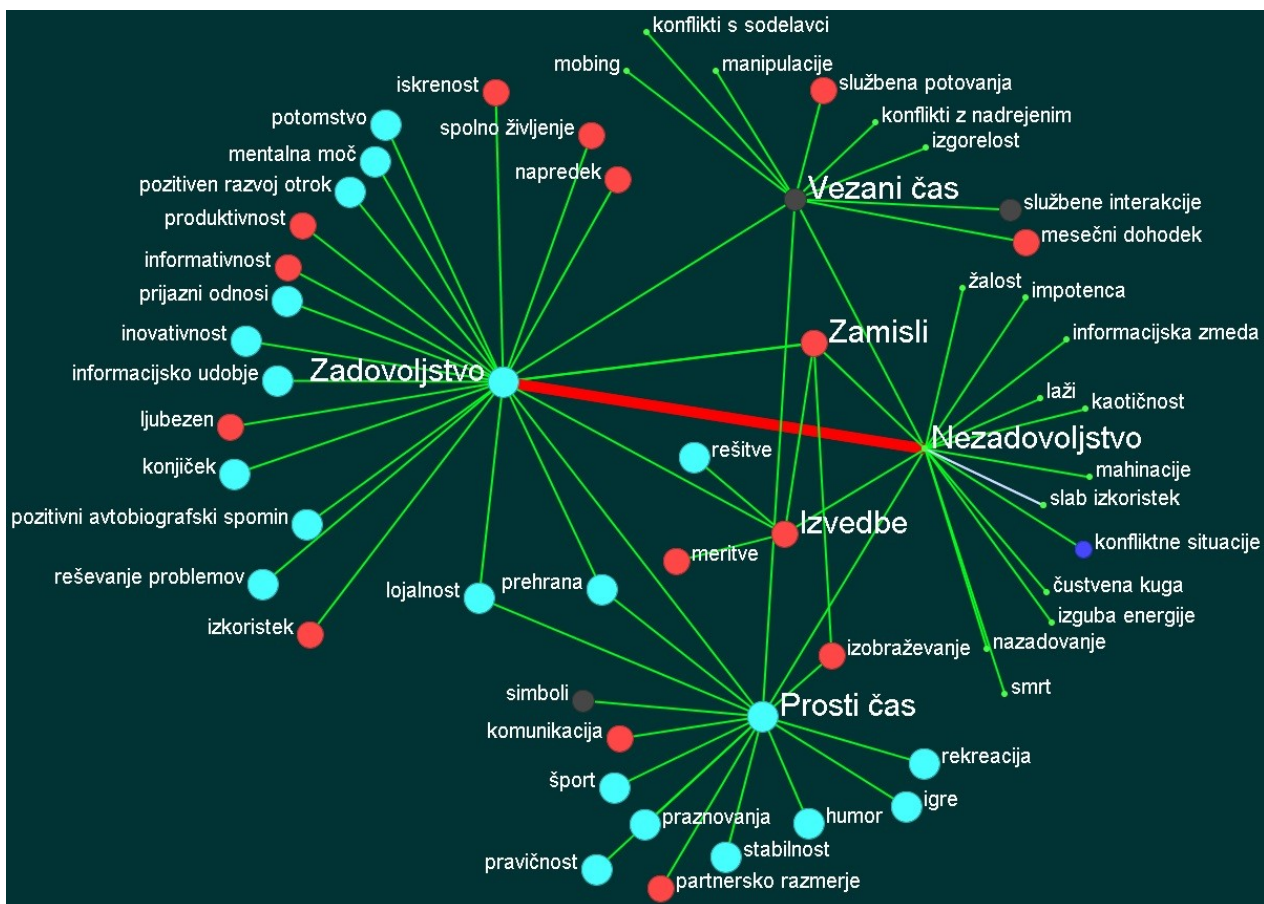 konflikti s sodelavci
mobing
manipulacije
iskrenost
službena potovanja
potomstvo
spolno življenje
konflikti z nadrejenim
izgorelost
mentalna moč
napredek
pozitiven razvoj otrok
Vezani čas
službene interakcije
produktivnost
mesečni dohodek
informativnost
žalost
impotenca
prijazni odnosi
inovativnost
Zamisli
informacijska zmeda
informacijsko udobje
Zadovoljstvo
laži
kaotičnost
ljubezen
Nezadovoljstvo
rešitve
konjiček
mahinacije
slab izkoristek
pozitivni avtobiografski spomin
Izvedbe
konfliktne situacije
meritve
reševanje problemov
lojalnost
prehrana
čustvena kuga
izguba energije
izkoristek
izobraževanje
nazadovanje
smrt
simboli
Prosti čas
komunikacija
rekreacija
šport
igre
praznovanja
humor
stabilnost
pravičnost
partnersko razmerje